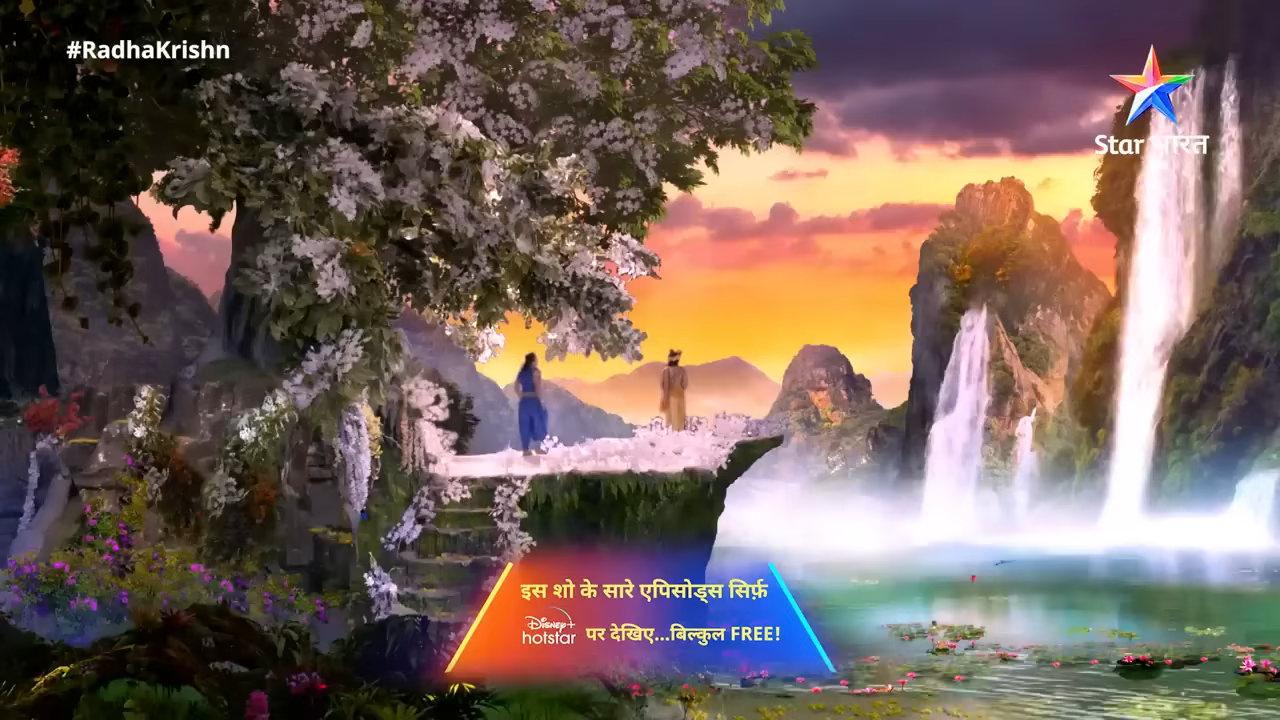 #RadhaKrishn
Star भारत
इस शो के सारे एपिसोड्स सिर्फ़
Disney+ hotstar पर देखिए...बिल्कुल FREE!